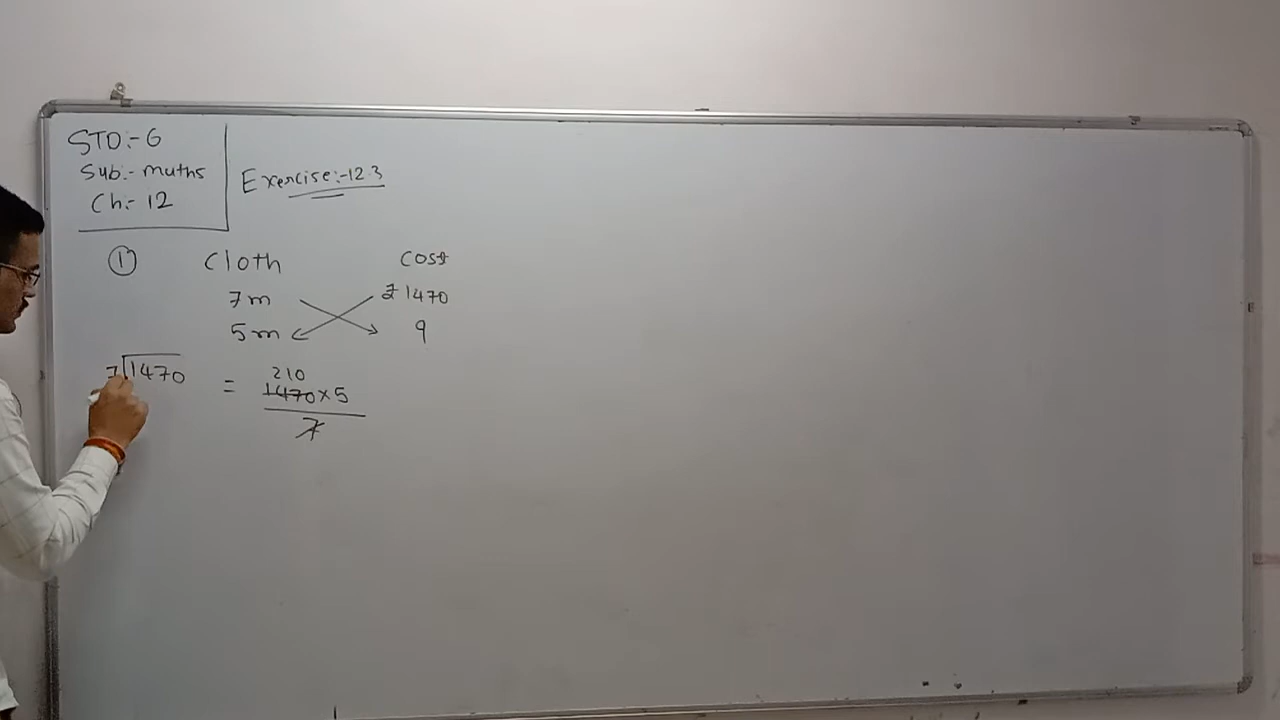 STD:- 6
Sub:- maths
Ch:- 12
Exercise:-12.3
① Cloth Cost
7m ₹ 1470
5m 9
7 1470 = 210
1470 × 5
7